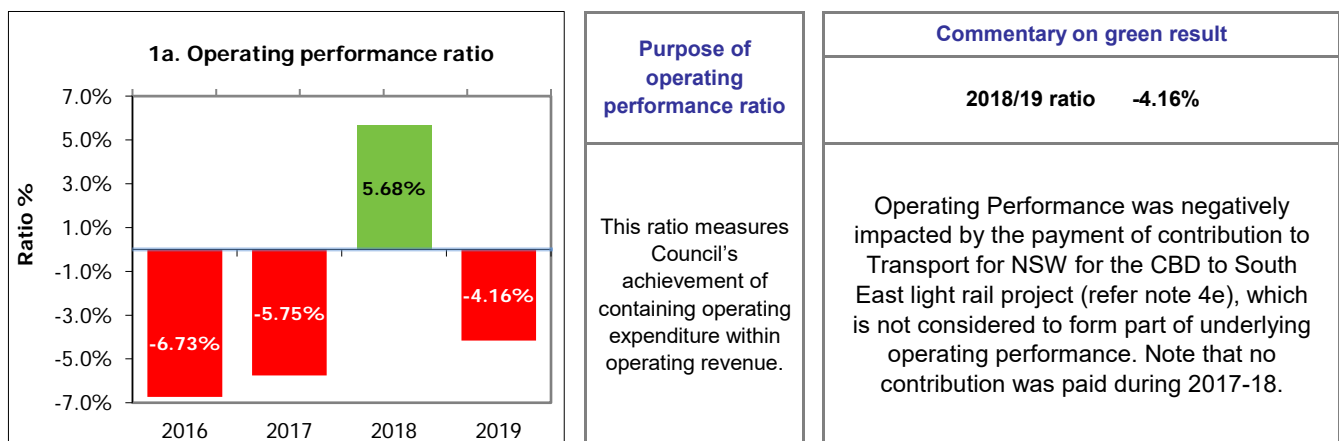 1a. Operating performance ratio
7.0%
5.0%
3.0%
1.0%
-1.0%
-3.0%
-5.0%
-7.0%
Ratio %
-6.73%
-5.75%
5.68%
-4.16%
2016 2017 2018 2019
Purpose of
operating
performance ratio
This ratio measures
Council’s
achievement of
containing operating
expenditure within
operating revenue.
Commentary on green result
2018/19 ratio -4.16%
Operating Performance was negatively
impacted by the payment of contribution to
Transport for NSW for the CBD to South
East light rail project (refer note 4e), which
is not considered to form part of underlying
operating performance. Note that no
contribution was paid during 2017-18.